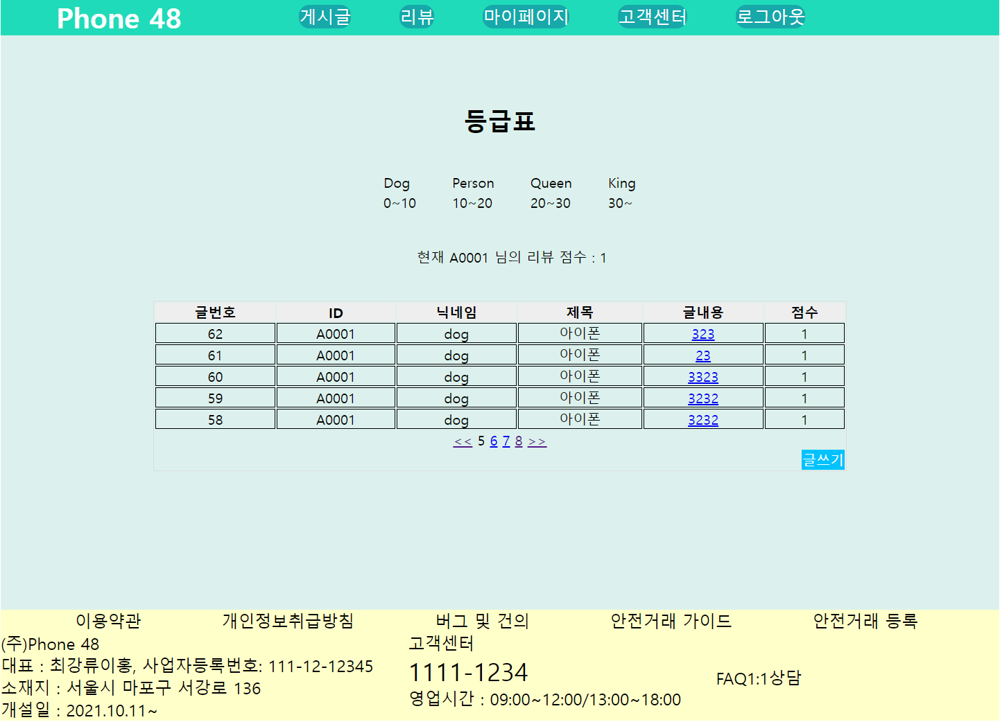 Phone 48 게시글 리뷰 마이페이지 고객센터 로그아웃
등급표
Dog Person Queen King
0~10 10~20 20~30 30~
현재 A0001 님의 리뷰 점수 : 1
글번호 ID 닉네임 제목 글내용 점수
62 A0001 dog 아이폰 323 1
61 A0001 dog 아이폰 23 1
60 A0001 dog 아이폰 3323 1
59 A0001 dog 아이폰 3232 1
58 A0001 dog 아이폰 3232 1
<< 5 6 7 8 >>
글쓰기
이용약관 개인정보취급방침 버그 및 건의 안전거래 가이드 안전거래 등록
(주)Phone 48
대표 : 최강류이홍, 사업자등록번호: 111-12-12345
소재지 : 서울시 마포구 서강로 136
개설일 : 2021.10.11~
고객센터
1111-1234
영업시간 : 09:00~12:00/13:00~18:00
FAQ1:1상담